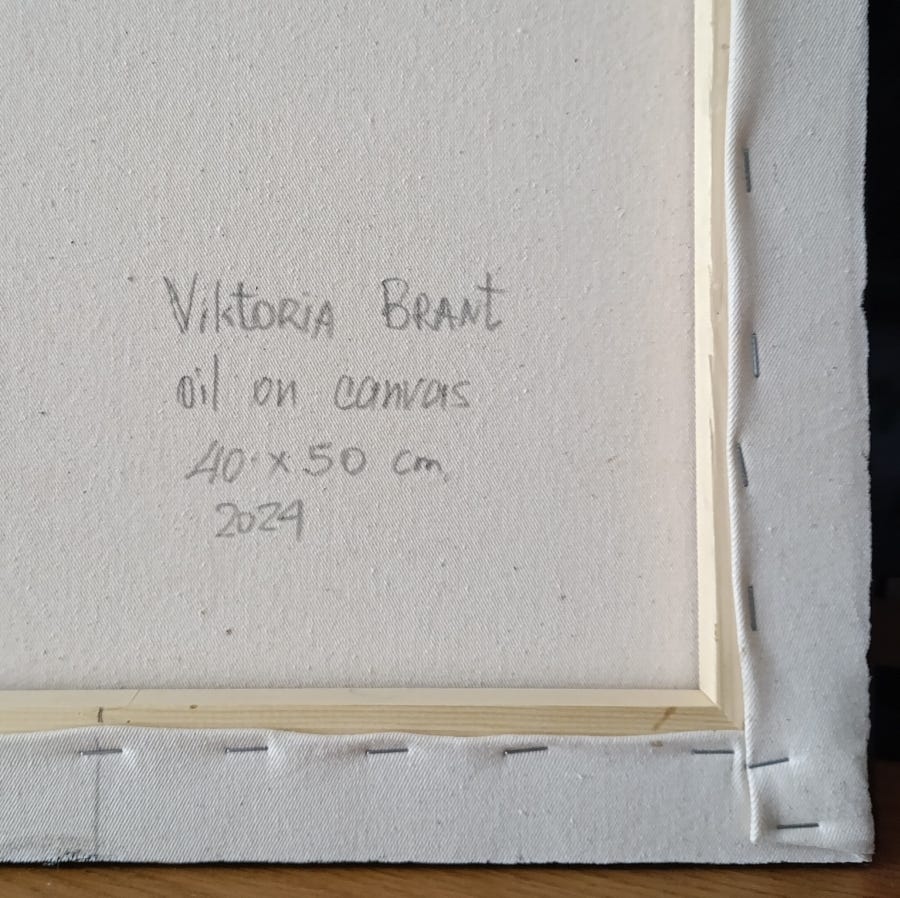 Viktoria Brant
oil on canvas
40 x 50 cm
2024